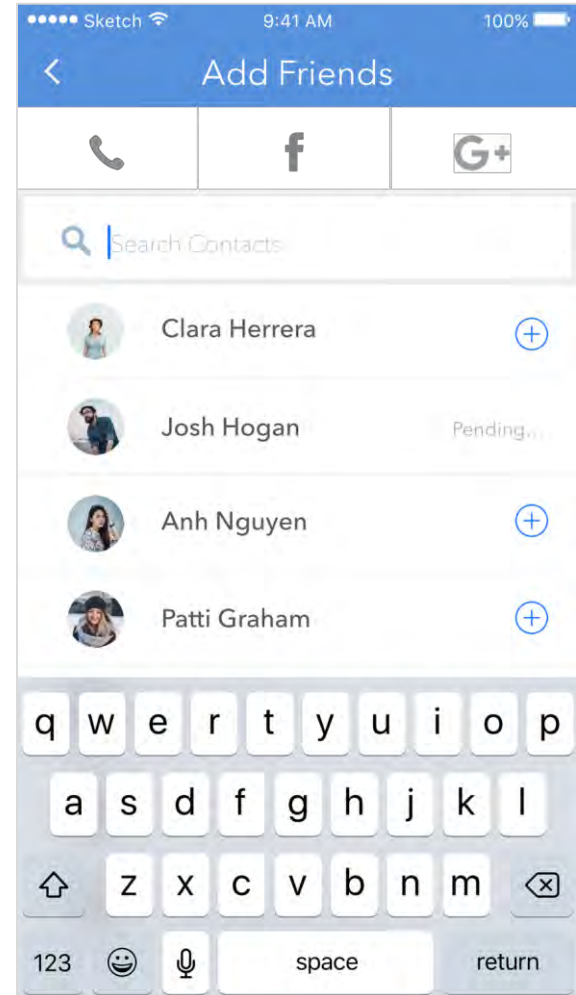 Sketch 9:41 AM 100%
Add Friends
f G+
Search Contacts
Clara Herrera
Josh Hogan Pending...
Anh Nguyen
Patti Graham
q w e r t y u i o p
a s d f g h j k l
z x c v b n m
123 space return